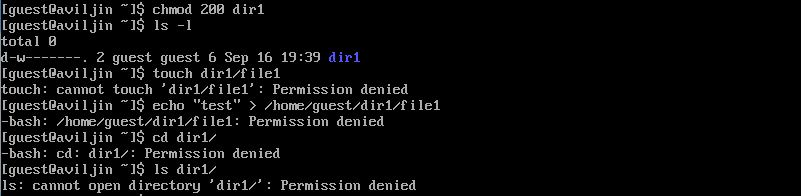 [guest@aviljin ~]$ chmod 200 dir1
[guest@aviljin ~]$ ls -l
total 0
d-w-------. 2 guest guest 6 Sep 16 19:39 dir1
[guest@aviljin ~]$ touch dir1/file1
touch: cannot touch 'dir1/file1': Permission denied
[guest@aviljin ~]$ echo "test" > /home/guest/dir1/file1
-bash: /home/guest/dir1/file1: Permission denied
[guest@aviljin ~]$ cd dir1/
-bash: cd: dir1/: Permission denied
[guest@aviljin ~]$ ls dir1/
ls: cannot open directory 'dir1/': Permission denied